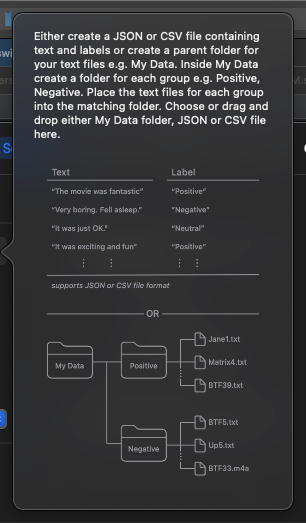 Either create a JSON or CSV file containing
text and labels or create a parent folder for
your text files e.g. My Data. Inside My Data
create a folder for each group e.g. Positive,
Negative. Place the text files for each group
into the matching folder. Choose or drag and
drop either My Data folder, JSON or CSV file
here.
Text Label
"The movie was fantastic" "Positive"
"Very boring. Fell asleep." "Negative"
"It was just OK." "Neutral"
"It was exciting and fun" "Positive"
supports JSON or CSV file format
OR
Jane1.txt
My Data Positive Matrix4.txt
BTF39.txt
BTF5.txt
Negative Up5.txt
BTF33.m4a